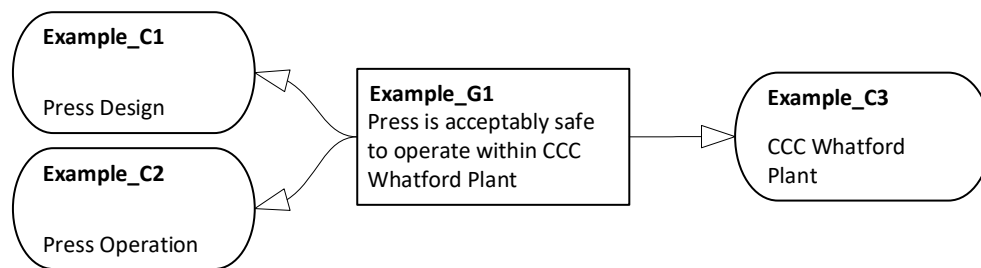 Example_C1
Press Design
Example_C2
Press Operation
Example_G1
Press is acceptably safe
to operate within CCC
Whatford Plant
Example_C3
CCC Whatford
Plant